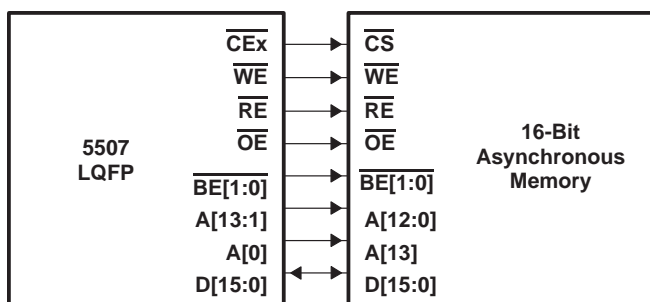 CEx CS
WE WE
RE RE
OE OE
5507
LQFP
16-Bit
Asynchronous
Memory
BE[1:0] BE[1:0]
A[13:1] A[12:0]
A[0] A[13]
D[15:0] D[15:0]